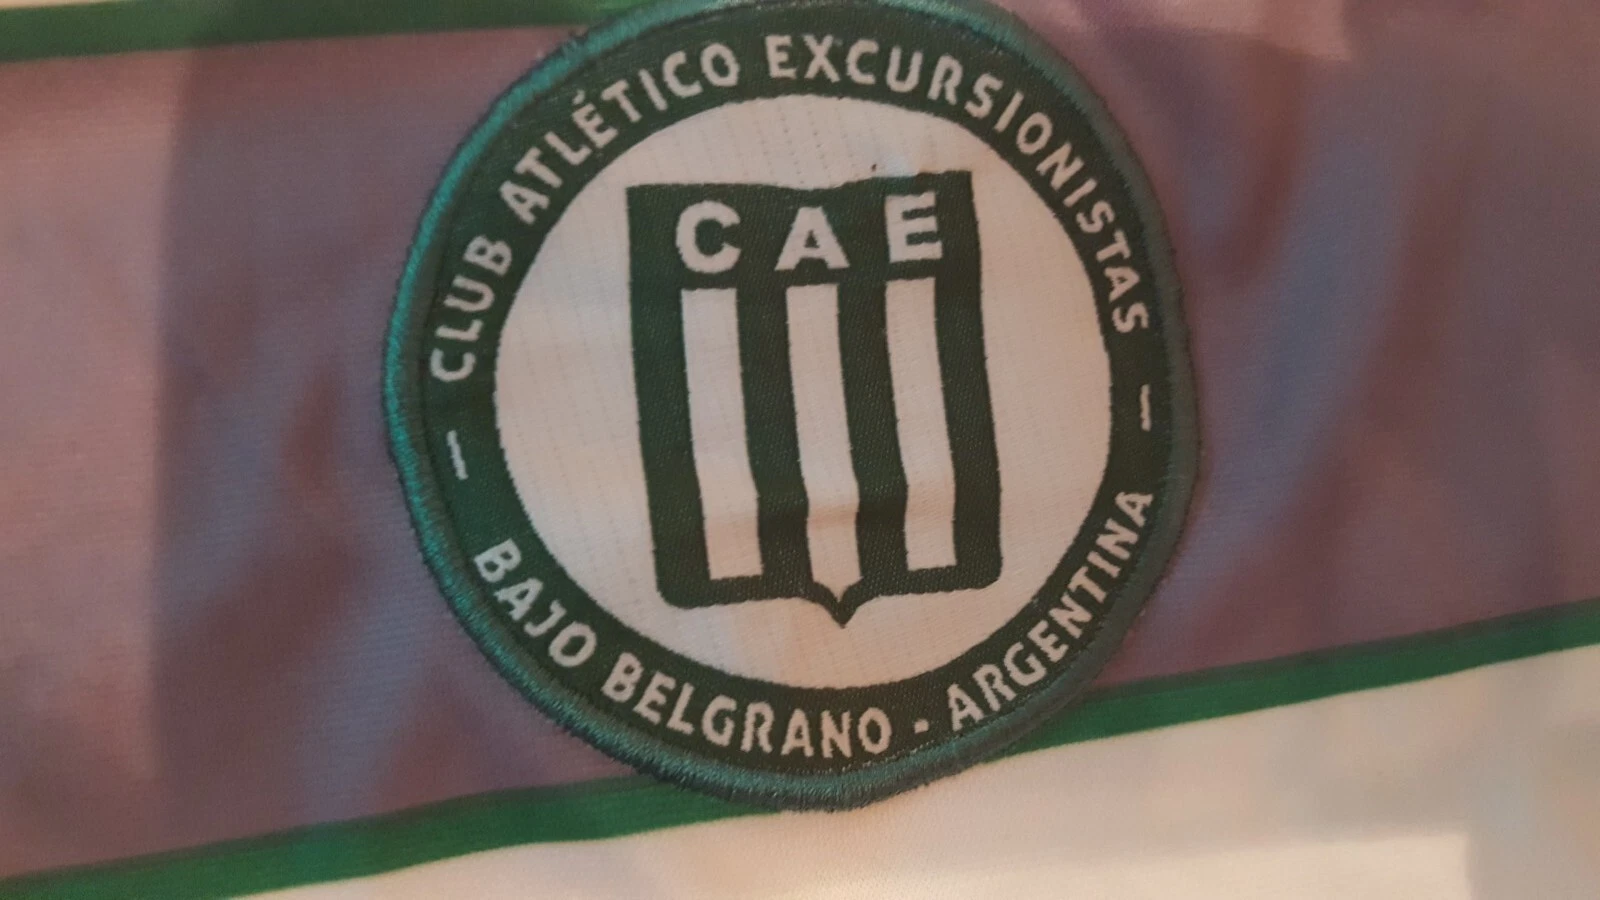 CLUB ATLÉTICO EXCURSIONISTAS
CAE
– BAJO BELGRANO - ARGENTINA –